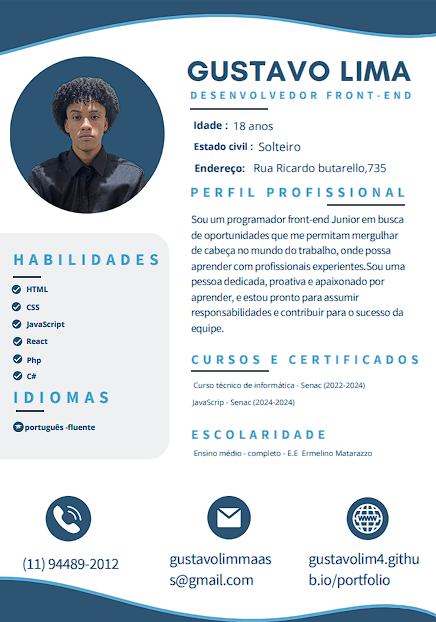 GUSTAVO LIMA
DESENVOLVEDOR FRONT-END
Idade : 18 anos
Estado civil : Solteiro
Endereço: Rua Ricardo butarello,735
PERFIL PROFISSIONAL
Sou um programador front-end Junior em busca
de oportunidades que me permitam mergulhar
de cabeça no mundo do trabalho, onde possa
aprender com profissionais experientes.Sou uma
pessoa dedicada, proativa e apaixonado por
aprender, e estou pronto para assumir
responsabilidades e contribuir para o sucesso da
equipe.
HABILIDADES
HTML
CSS
JavaScript
React
Php
C#
IDIOMAS
português -fluente
CURSOS E CERTIFICADOS
Curso técnico de informática - Senac (2022-2024)
JavaScrip - Senac (2024-2024)
ESCOLARIDADE
Ensino médio - completo - E.E Ermelino Matarazzo
(11) 94489-2012
gustavolimmaas
s@gmail.com
WWW
gustavolim4.githu
b.io/portfolio